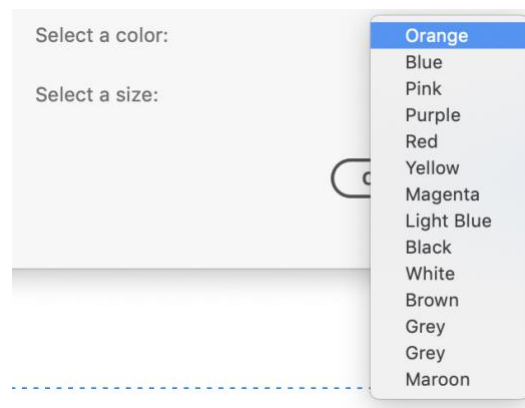 Select a color:
Select a size:
Orange
Blue
Pink
Purple
Red
Yellow
Magenta
Light Blue
Black
White
Brown
Grey
Grey
Maroon